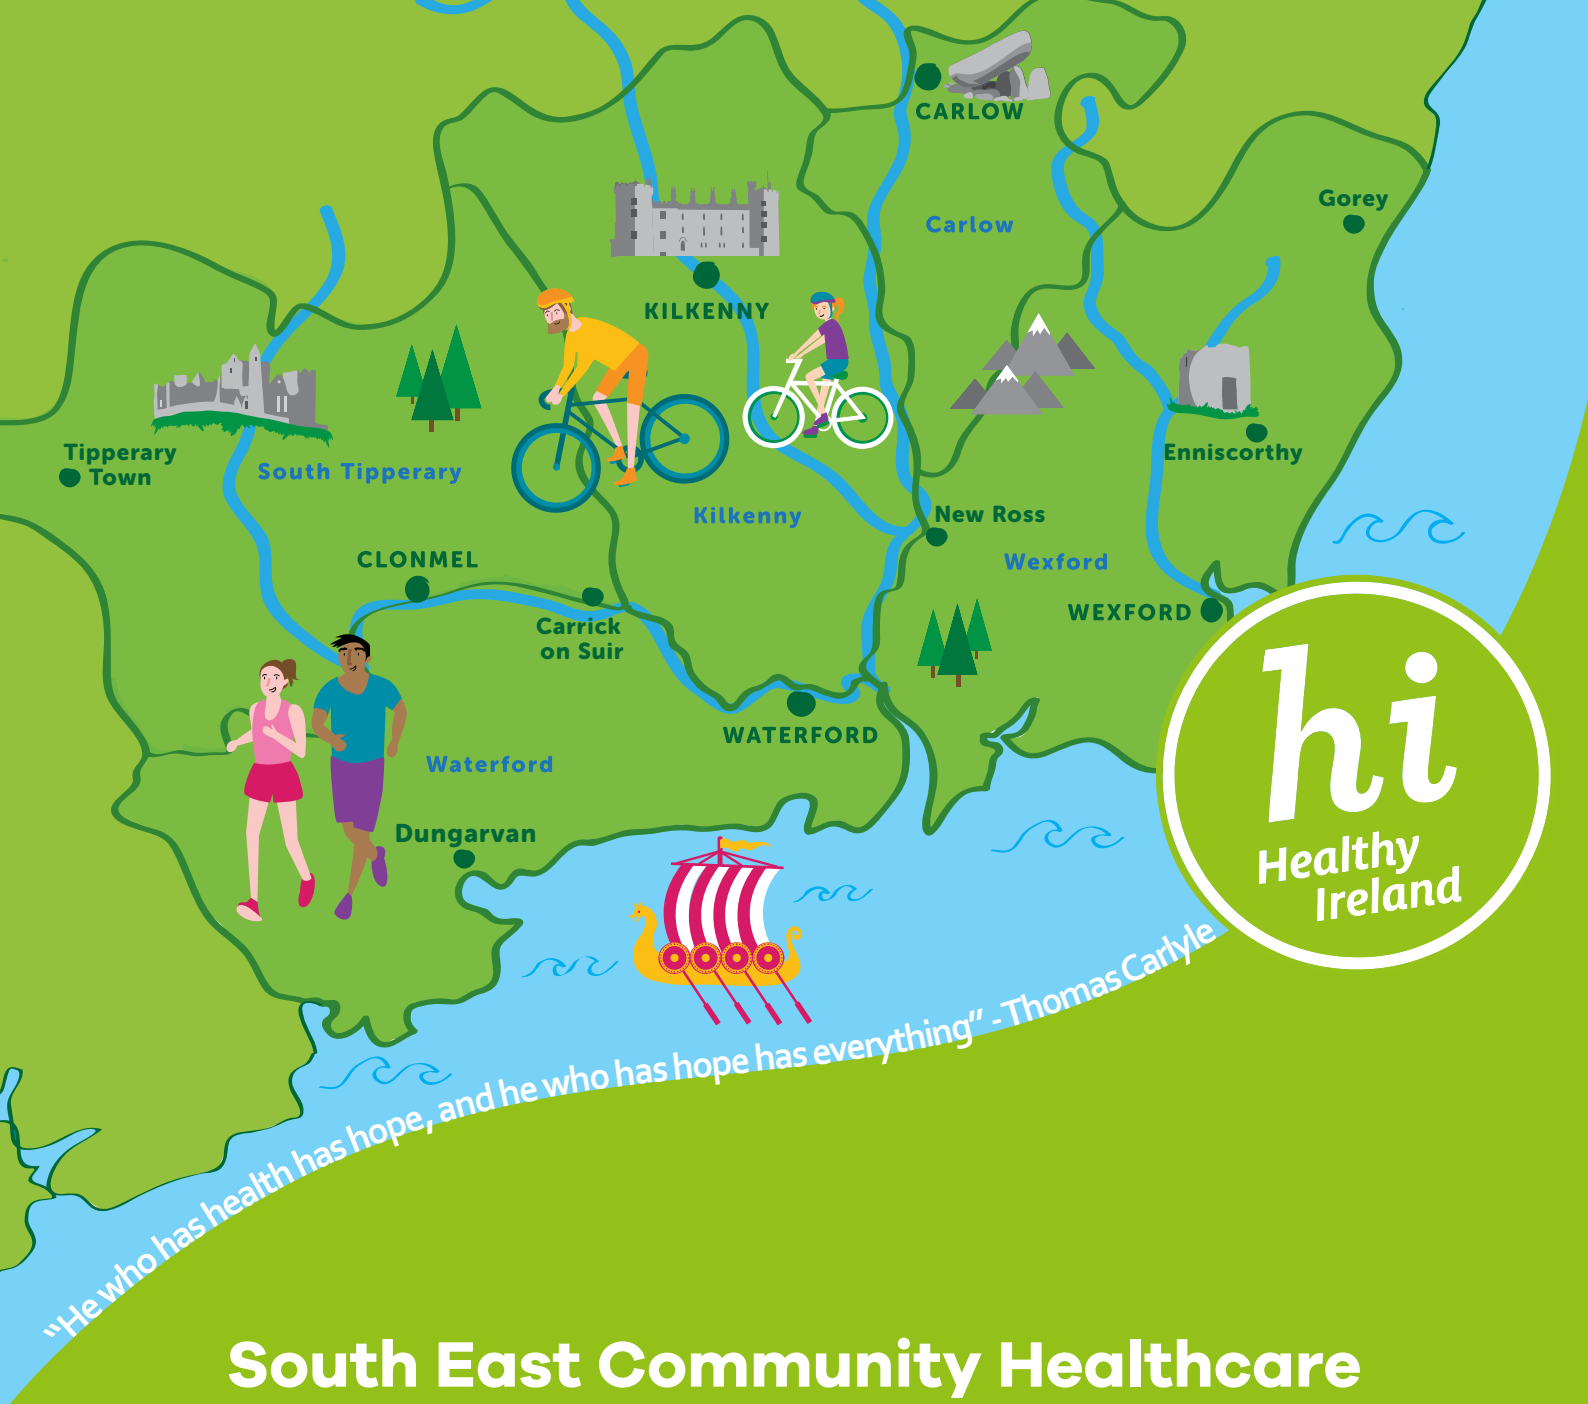 CARLOW
Carlow
Gorey
KILKENNY
Tipperary
Town
South Tipperary
Enniscorthy
Kilkenny
New Ross
CLONMEL
Wexford
WEXFORD
Carrick
on Suir
WATERFORD
Waterford
Dungarvan
hi
Healthy
Ireland
“He who has health has hope, and he who has hope has everything” - Thomas Carlyle
South East Community Healthcare